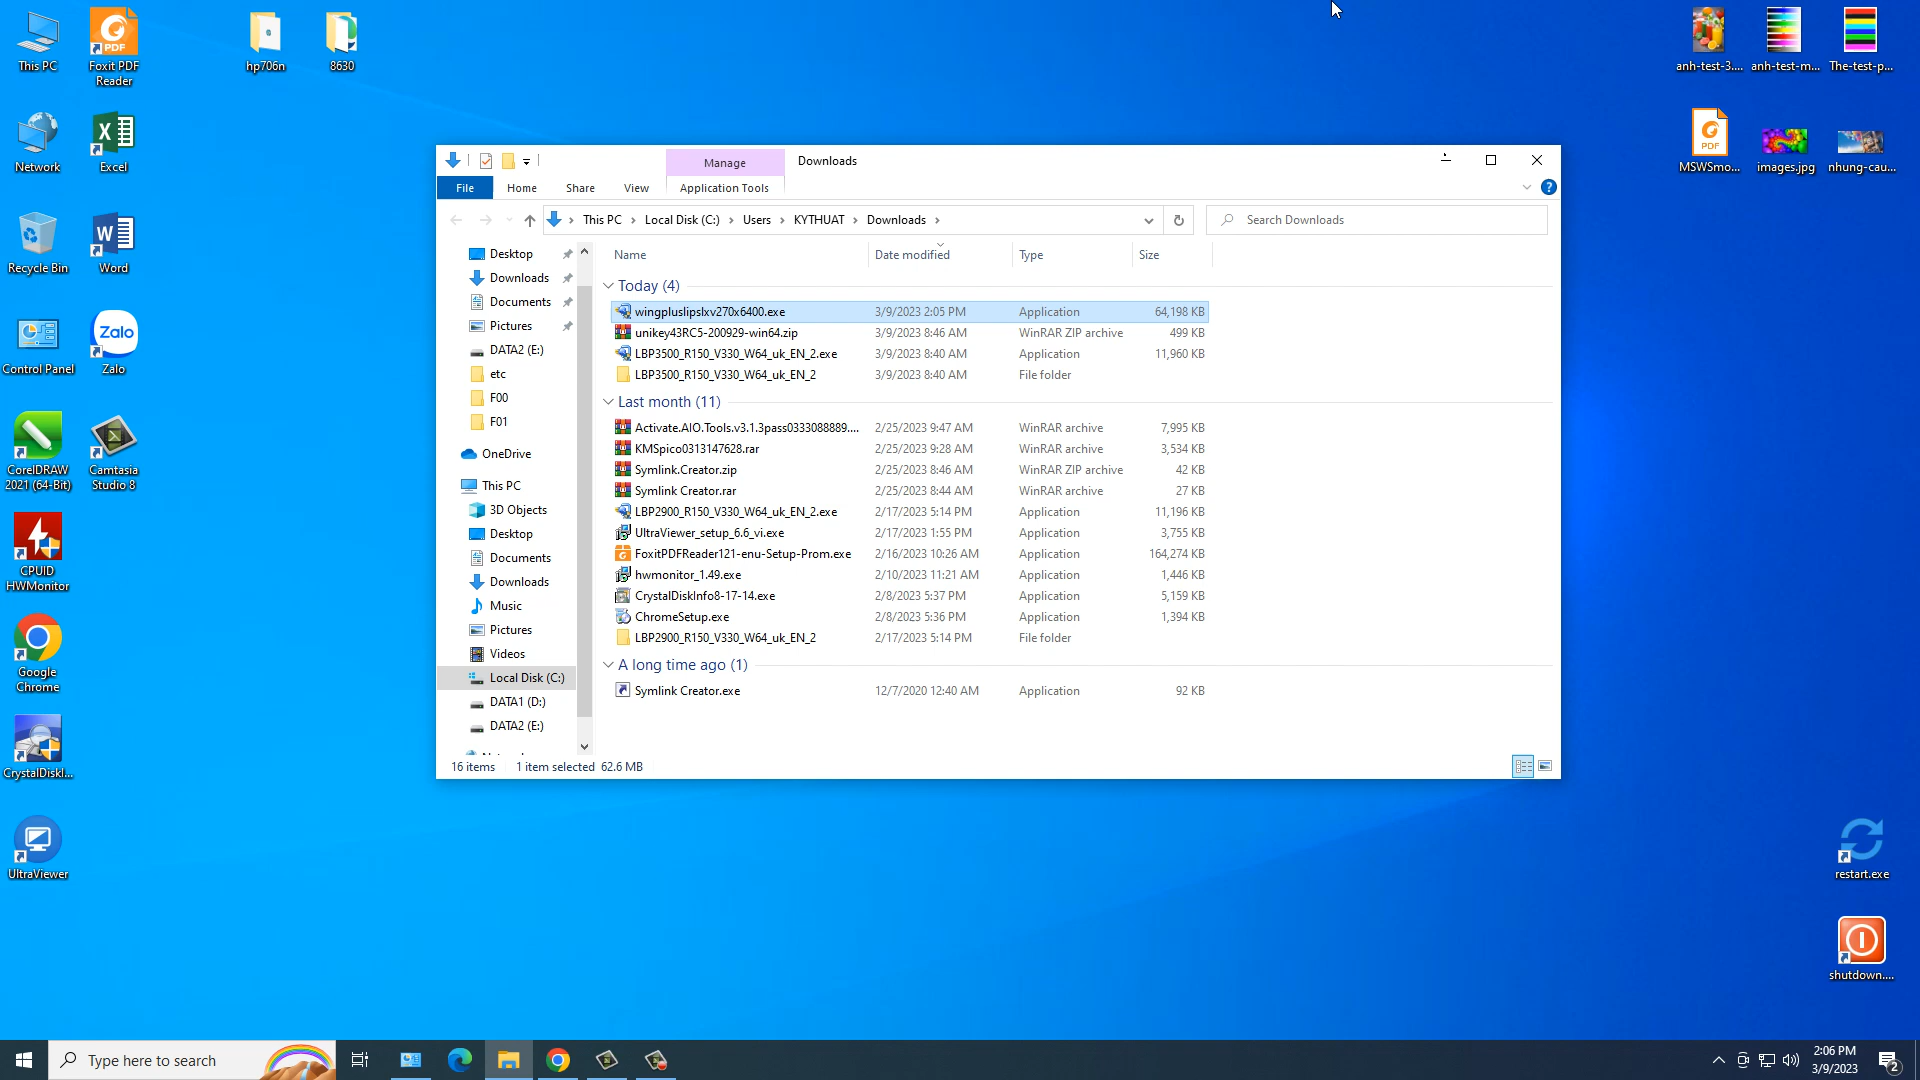 This PC
Foxit PDF
Reader
hp706n
8630
anh-test-3....
anh-test-m...
The-test-p...
Network
Excel
MSWSmo...
images.jpg
nhung-cau...
Recycle Bin
Word
Control Panel
Zalo
Zalo
CorelDRAW
2021 (64-Bit)
Camtasia
Studio 8
CPUID
HWMonitor
Google
Chrome
CrystalDiskI...
UltraViewer
restart.exe
shutdown....
Manage
Downloads
File
Home
Share
View
Application Tools
This PC
Local Disk (C:)
Users
KYTHUAT
Downloads
Search Downloads
Desktop
Downloads
Documents
Pictures
DATA2 (E:)
etc
F00
F01
OneDrive
This PC
3D Objects
Desktop
Documents
Downloads
Music
Pictures
Videos
Local Disk (C:)
DATA1 (D:)
DATA2 (E:)
Name Date modified Type Size
Today (4)
wingpluslipslxv270x6400.exe 3/9/2023 2:05 PM Application 64,198 KB
unikey43RC5-200929-win64.zip 3/9/2023 8:46 AM WinRAR ZIP archive 499 KB
LBP3500_R150_V330_W64_uk_EN_2.exe 3/9/2023 8:40 AM Application 11,960 KB
LBP3500_R150_V330_W64_uk_EN_2 3/9/2023 8:40 AM File folder
Last month (11)
Activate.AIO.Tools.v3.1.3pass0333088889.... 2/25/2023 9:47 AM WinRAR archive 7,995 KB
KMSpico0313147628.rar 2/25/2023 9:28 AM WinRAR archive 3,534 KB
Symlink.Creator.zip 2/25/2023 8:46 AM WinRAR ZIP archive 42 KB
Symlink Creator.rar 2/25/2023 8:44 AM WinRAR archive 27 KB
LBP2900_R150_V330_W64_uk_EN_2.exe 2/17/2023 5:14 PM Application 11,196 KB
UltraViewer_setup_6.6_vi.exe 2/17/2023 1:55 PM Application 3,755 KB
FoxitPDFReader121-enu-Setup-Prom.exe 2/16/2023 10:26 AM Application 164,274 KB
hwmonitor_1.49.exe 2/10/2023 11:21 AM Application 1,446 KB
CrystalDiskInfo8-17-14.exe 2/8/2023 5:37 PM Application 5,159 KB
ChromeSetup.exe 2/8/2023 5:36 PM Application 1,394 KB
LBP2900_R150_V330_W64_uk_EN_2 2/17/2023 5:14 PM File folder
A long time ago (1)
Symlink Creator.exe 12/7/2020 12:40 AM Application 92 KB
16 items 1 item selected 62.6 MB
Type here to search
2:06 PM
3/9/2023
2